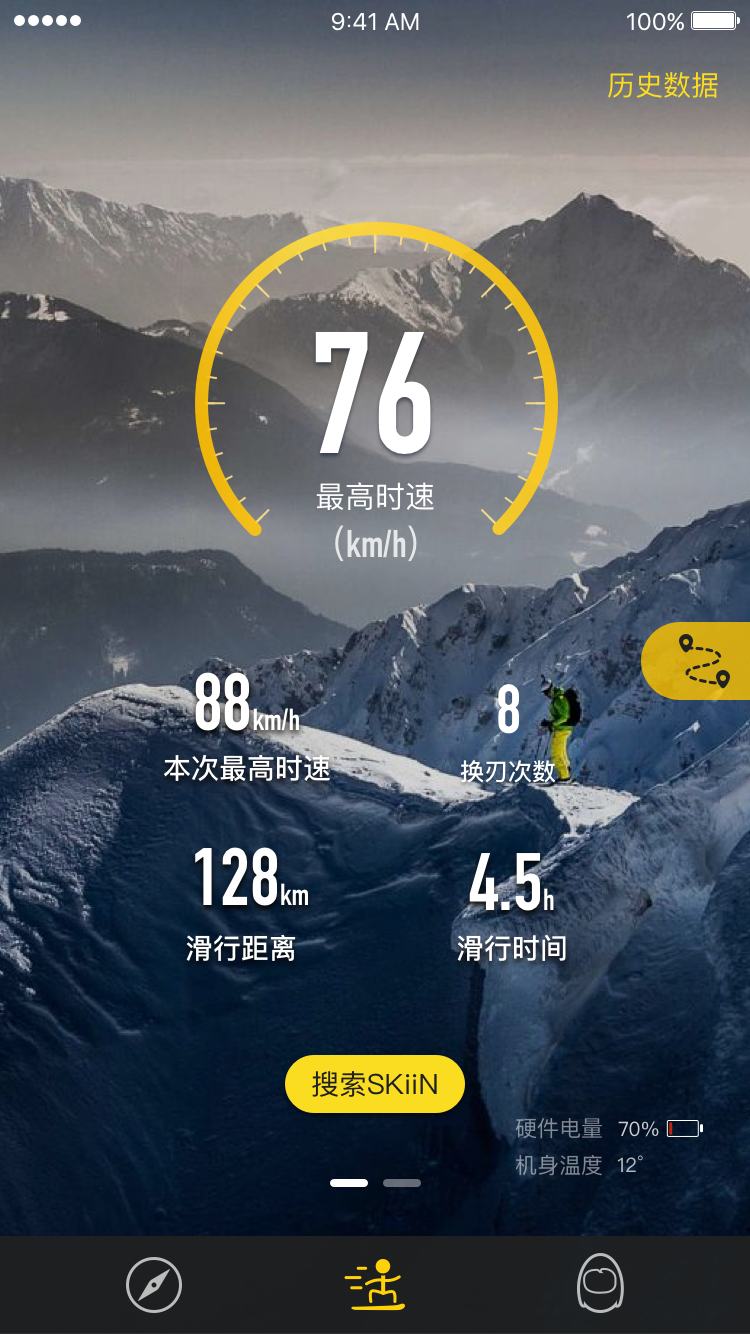 9:41 AM 100%
历史数据
76
最高时速
(km/h)
88km/h 8
本次最高时速 换刃次数
128km 4.5h
滑行距离 滑行时间
搜索SKiiN
硬件电量 70%
机身温度 12°